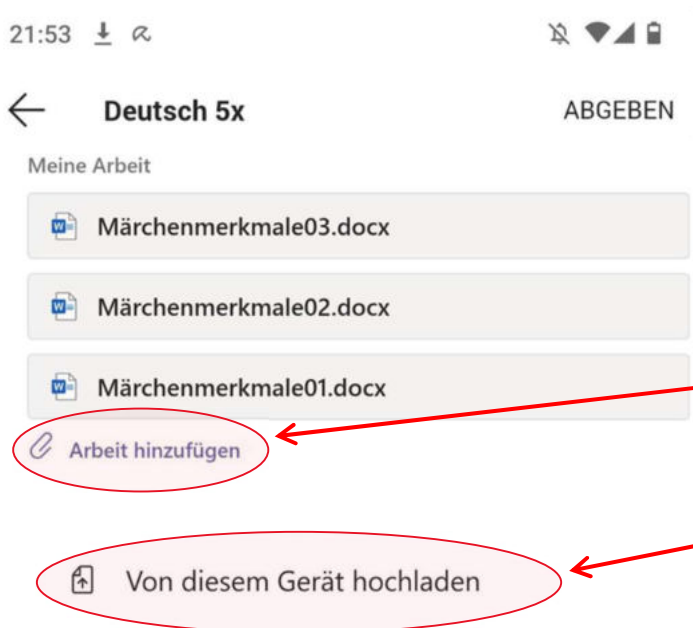 21:53
Deutsch 5x ABGEBEN
Meine Arbeit
Märchenmerkmale03.docx
Märchenmerkmale02.docx
Märchenmerkmale01.docx
Arbeit hinzufügen
Von diesem Gerät hochladen